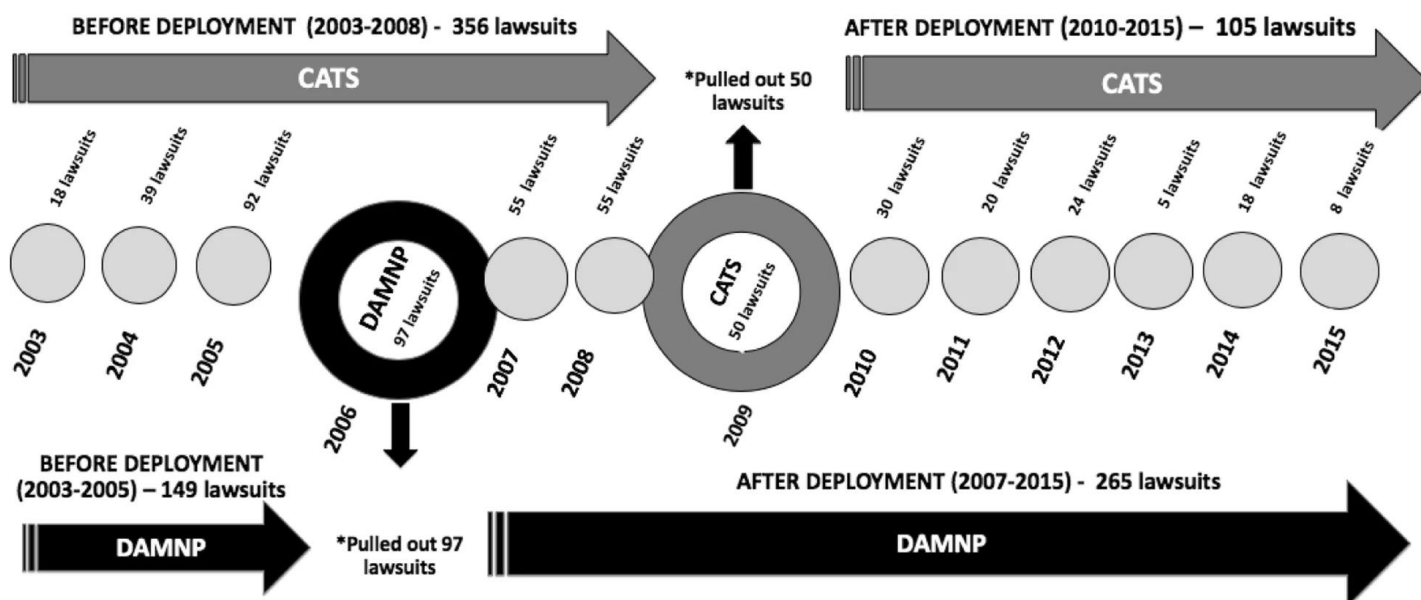 BEFORE DEPLOYMENT (2003-2008) - 356 lawsuits
CATS
*Pulled out 50
lawsuits
AFTER DEPLOYMENT (2010-2015) – 105 lawsuits
CATS
18 lawsuits
39 lawsuits
92 lawsuits
55 lawsuits
55 lawsuits
30 lawsuits
20 lawsuits
24 lawsuits
5 lawsuits
18 lawsuits
8 lawsuits
DAMNP
97 lawsuits
CATS
50 lawsuits
2003
2004
2005
2006
2007
2008
2009
2010
2011
2012
2013
2014
2015
BEFORE DEPLOYMENT
(2003-2005) – 149 lawsuits
DAMNP
*Pulled out 97
lawsuits
AFTER DEPLOYMENT (2007-2015) - 265 lawsuits
DAMNP